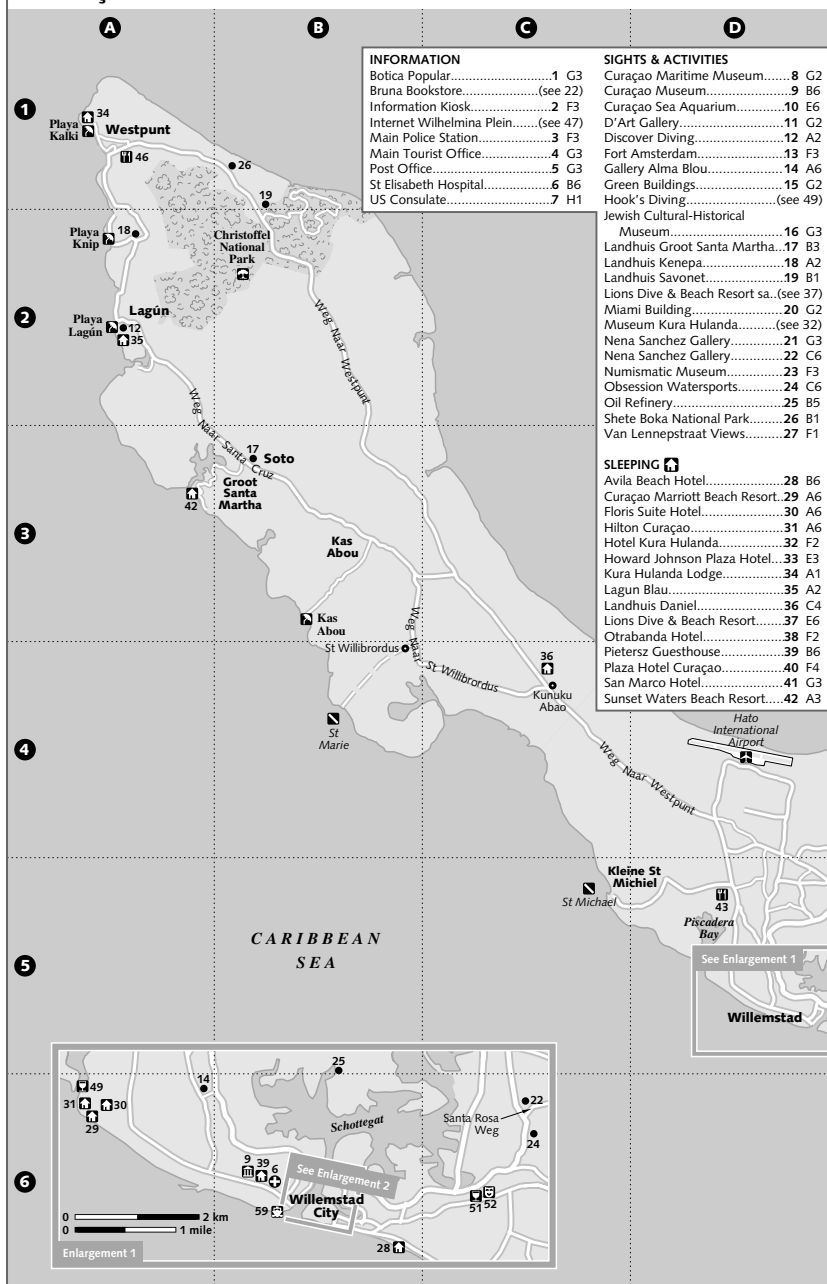 A
B
C
D
1
2
3
4
5
6
INFORMATION
Botica Popular....................1 G3
Bruna Bookstore................(see 22)
Information Kiosk...............2 F3
Internet Wilhelmina Plein.....(see 47)
Main Police Station..............3 F3
Main Tourist Office..............4 G3
Post Office........................5 G3
St Elisabeth Hospital............6 B6
US Consulate.....................7 H1
SIGHTS & ACTIVITIES
Curaçao Maritime Museum.......8 G2
Curaçao Museum..................9 B6
Curaçao Sea Aquarium..........10 E6
D'Art Gallery.....................11 G2
Discover Diving..................12 A2
Fort Amsterdam..................13 F3
Gallery Alma Blou...............14 A6
Green Buildings..................15 G2
Hook's Diving....................(see 49)
Jewish Cultural-Historical
Museum..........................16 G3
Landhuis Groot Santa Martha...17 B3
Landhuis Kenepa.................18 A2
Landhuis Savonet................19 B1
Lions Dive & Beach Resort sa..(see 37)
Miami Building...................20 G2
Museum Kura Hulanda..........(see 32)
Nena Sanchez Gallery...........21 G3
Nena Sanchez Gallery...........22 C6
Numismatic Museum.............23 F3
Obsession Watersports..........24 C6
Oil Refinery.......................25 B5
Shete Boka National Park.......26 B1
Van Lennepstraat Views.........27 F1
SLEEPING
Avila Beach Hotel................28 B6
Curaçao Marriott Beach Resort..29 A6
Floris Suite Hotel................30 A6
Hilton Curaçao...................31 A6
Hotel Kura Hulanda..............32 F2
Howard Johnson Plaza Hotel....33 E3
Kura Hulanda Lodge.............34 A1
Lagun Blau.......................35 A2
Landhuis Daniel..................36 C4
Lions Dive & Beach Resort......37 E6
Otrabanda Hotel.................38 F2
Pietersz Guesthouse.............39 B6
Plaza Hotel Curaçao.............40 F4
San Marco Hotel.................41 G3
Sunset Waters Beach Resort.....42 A3
34
Playa
Kalki
Westpunt
46
26
19
Playa
Knip
18
Christoffel
National
Park
Lagún
Playa
Lagún
12
35
Weg Naar Westpunt
Weg Naar Santa Cruz
17
Soto
Groot
Santa
Martha
42
Kas
Abou
Kas
Abou
Weg Naar St Willibrordus
St Willibrordus
36
Kunuku
Abao
St
Marie
Hato
International
Airport
Weg Naar Westpunt
Kleine St
Michiel
St Michael
43
Piscadera
Bay
CARIBBEAN
SEA
See Enlargement 1
Willemstad
25
49
14
31
30
29
22
Santa Rosa
Weg
24
Schottegat
9
39
6
See Enlargement 2
Willemstad
City
59
51
52
28
0 2 km
0 1 mile
Enlargement 1